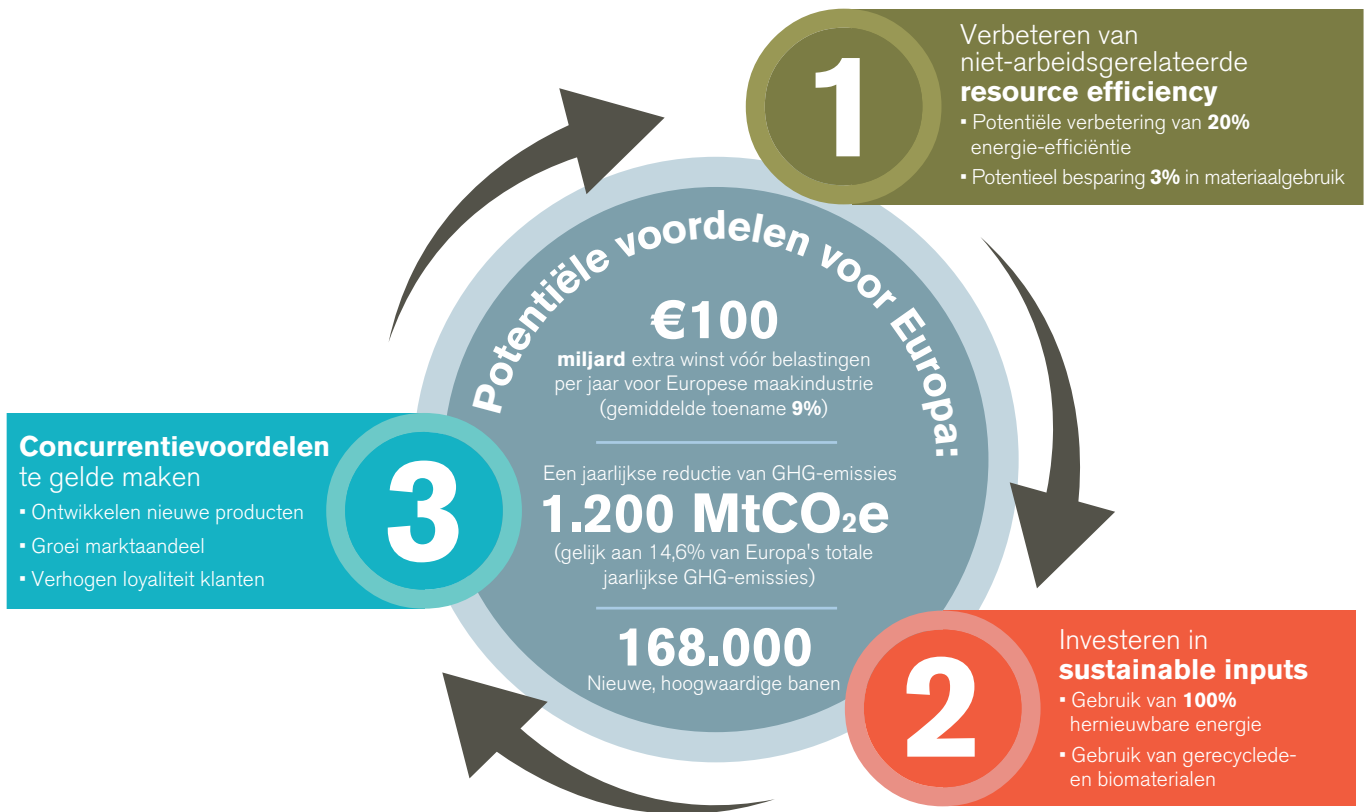 1
Verbeteren van
niet-arbeidsgerelateerde
resource efficiency
▪ Potentiële verbetering van 20%
energie-efficiëntie
▪ Potentieel besparing 3% in materiaalgebruik
Potentiële voordelen voor Europa:
€100
miljard extra winst vóór belastingen
per jaar voor Europese maakindustrie
(gemiddelde toename 9%)
Een jaarlijkse reductie van GHG-emissies
1.200 MtCO₂e
(gelijk aan 14,6% van Europa's totale
jaarlijkse GHG-emissies)
168.000
Nieuwe, hoogwaardige banen
2
Investeren in
sustainable inputs
▪ Gebruik van 100%
hernieuwbare energie
▪ Gebruik van gerecyclede-
en biomaterialen
3
Concurrentievoordelen
te gelde maken
▪ Ontwikkelen nieuwe producten
▪ Groei marktaandeel
▪ Verhogen loyaliteit klanten